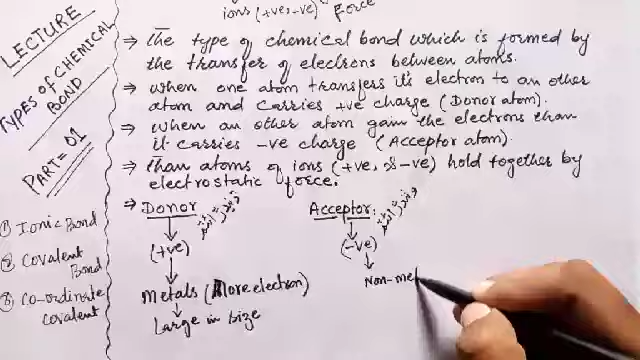 LECTURE
TYPES OF CHEMICAL
BOND
PART= 01
① Ionic Bond
② Covalent
Bond
③ Co-ordinate
covalent
ions (+ve,-ve) force
⇒ The type of chemical bond which is formed by
the transfer of electrons between atoms.
⇒ when one atom transfers it's electron to an other
atom and carries +ve charge (Donor atom).
⇒ when an other atom gain the electrons than
it carries -ve charge (Acceptor atom).
⇒ Than atoms of ions (+ve, & -ve) hold together by
electrostatic force.
⇒ Donor
(+ve)
Metals (More electron)
Large in size
Acceptor:
(-ve)
Non-met